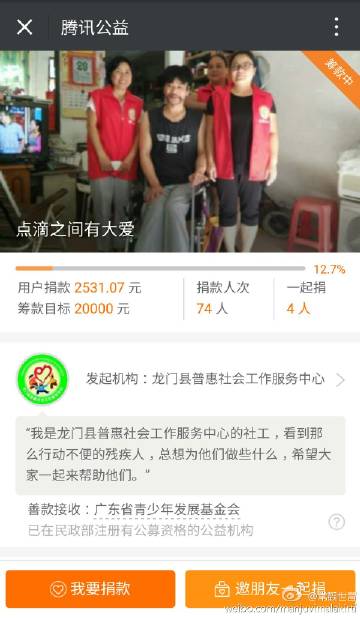 腾讯公益
筹款中
点滴之间有大爱
12.7%
用户捐款 2531.07 元
捐款人次
一起捐
筹款目标 20000 元
74 人
4 人
发起机构：龙门县普惠社会工作服务中心
“我是龙门县普惠社会工作服务中心的社工，看到那
么行动不便的残疾人，总想为他们做些什么，希望大
家一起来帮助他们。”
善款接收：广东省青少年发展基金会
已在民政部注册有公募资格的公益机构
?
我要捐款
邀朋友一起捐